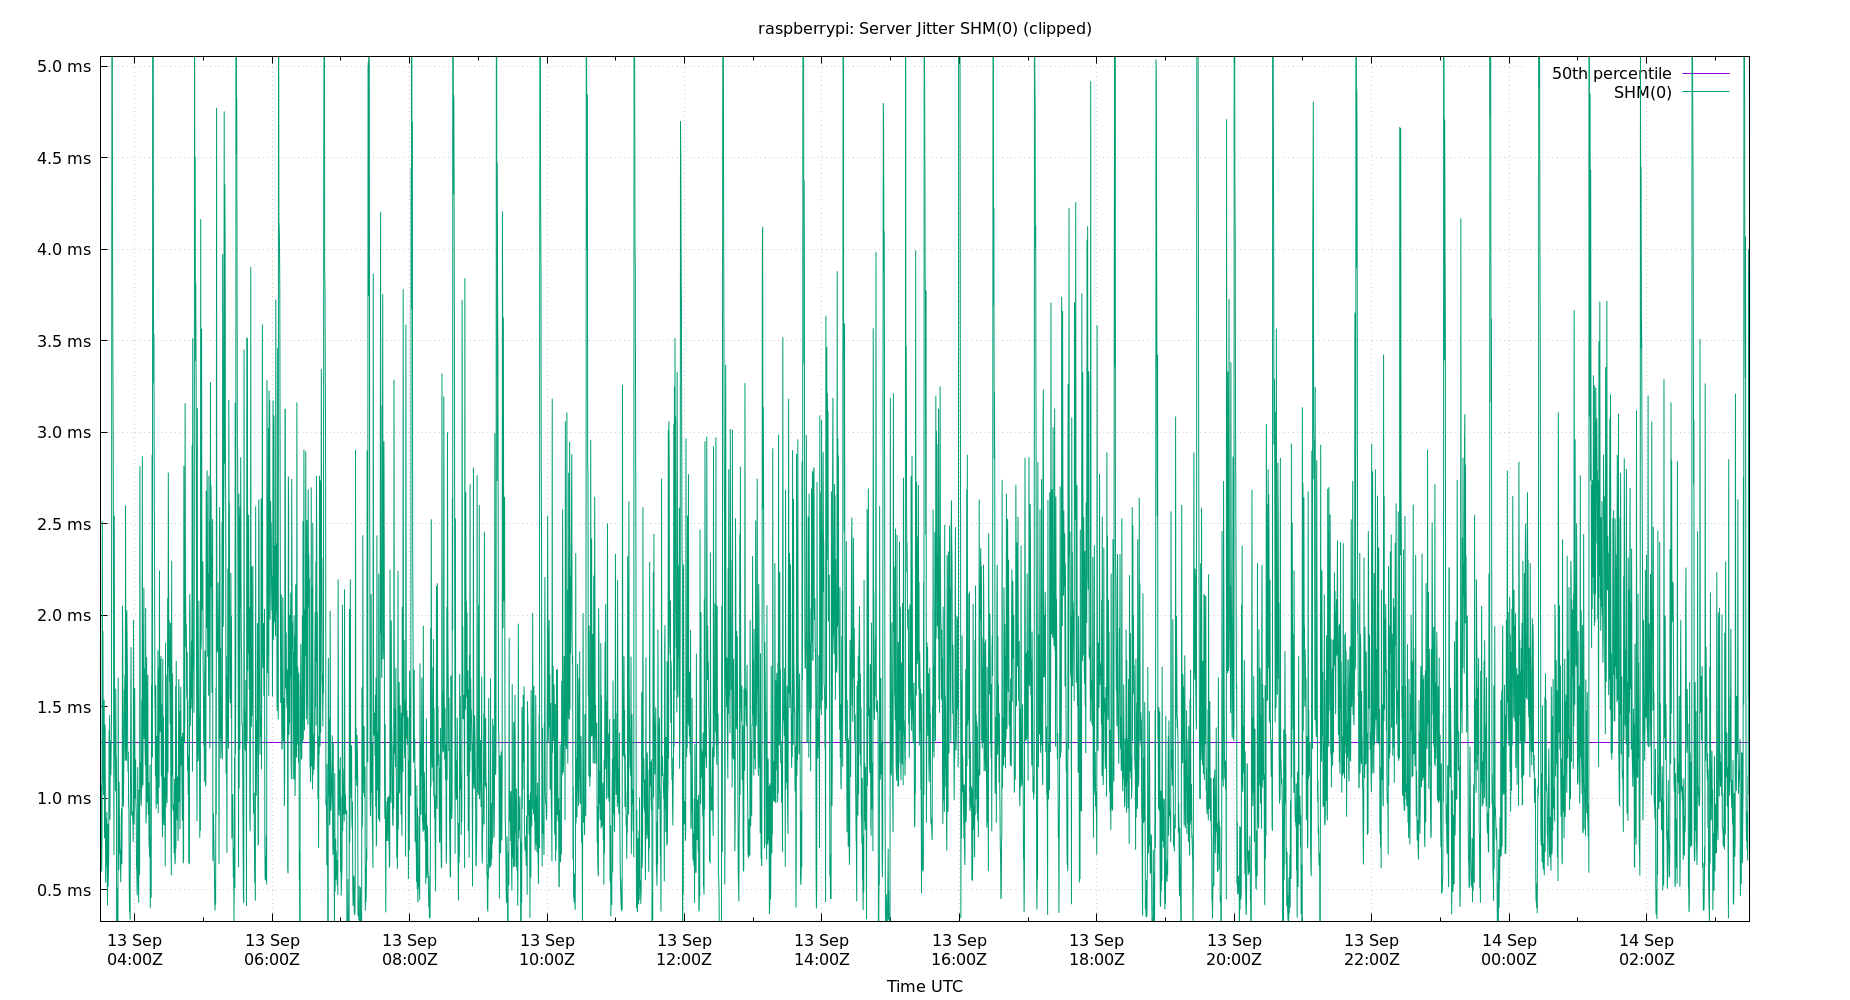 raspberrypi: Server Jitter SHM(0) (clipped)
5.0 ms
4.5 ms
4.0 ms
3.5 ms
3.0 ms
2.5 ms
2.0 ms
1.5 ms
1.0 ms
0.5 ms
50th percentile
SHM(0)
13 Sep 13 Sep 13 Sep 13 Sep 13 Sep 13 Sep 13 Sep 13 Sep 13 Sep 13 Sep 14 Sep 14 Sep
04:00Z 06:00Z 08:00Z 10:00Z 12:00Z 14:00Z 16:00Z 18:00Z 20:00Z 22:00Z 00:00Z 02:00Z
Time UTC